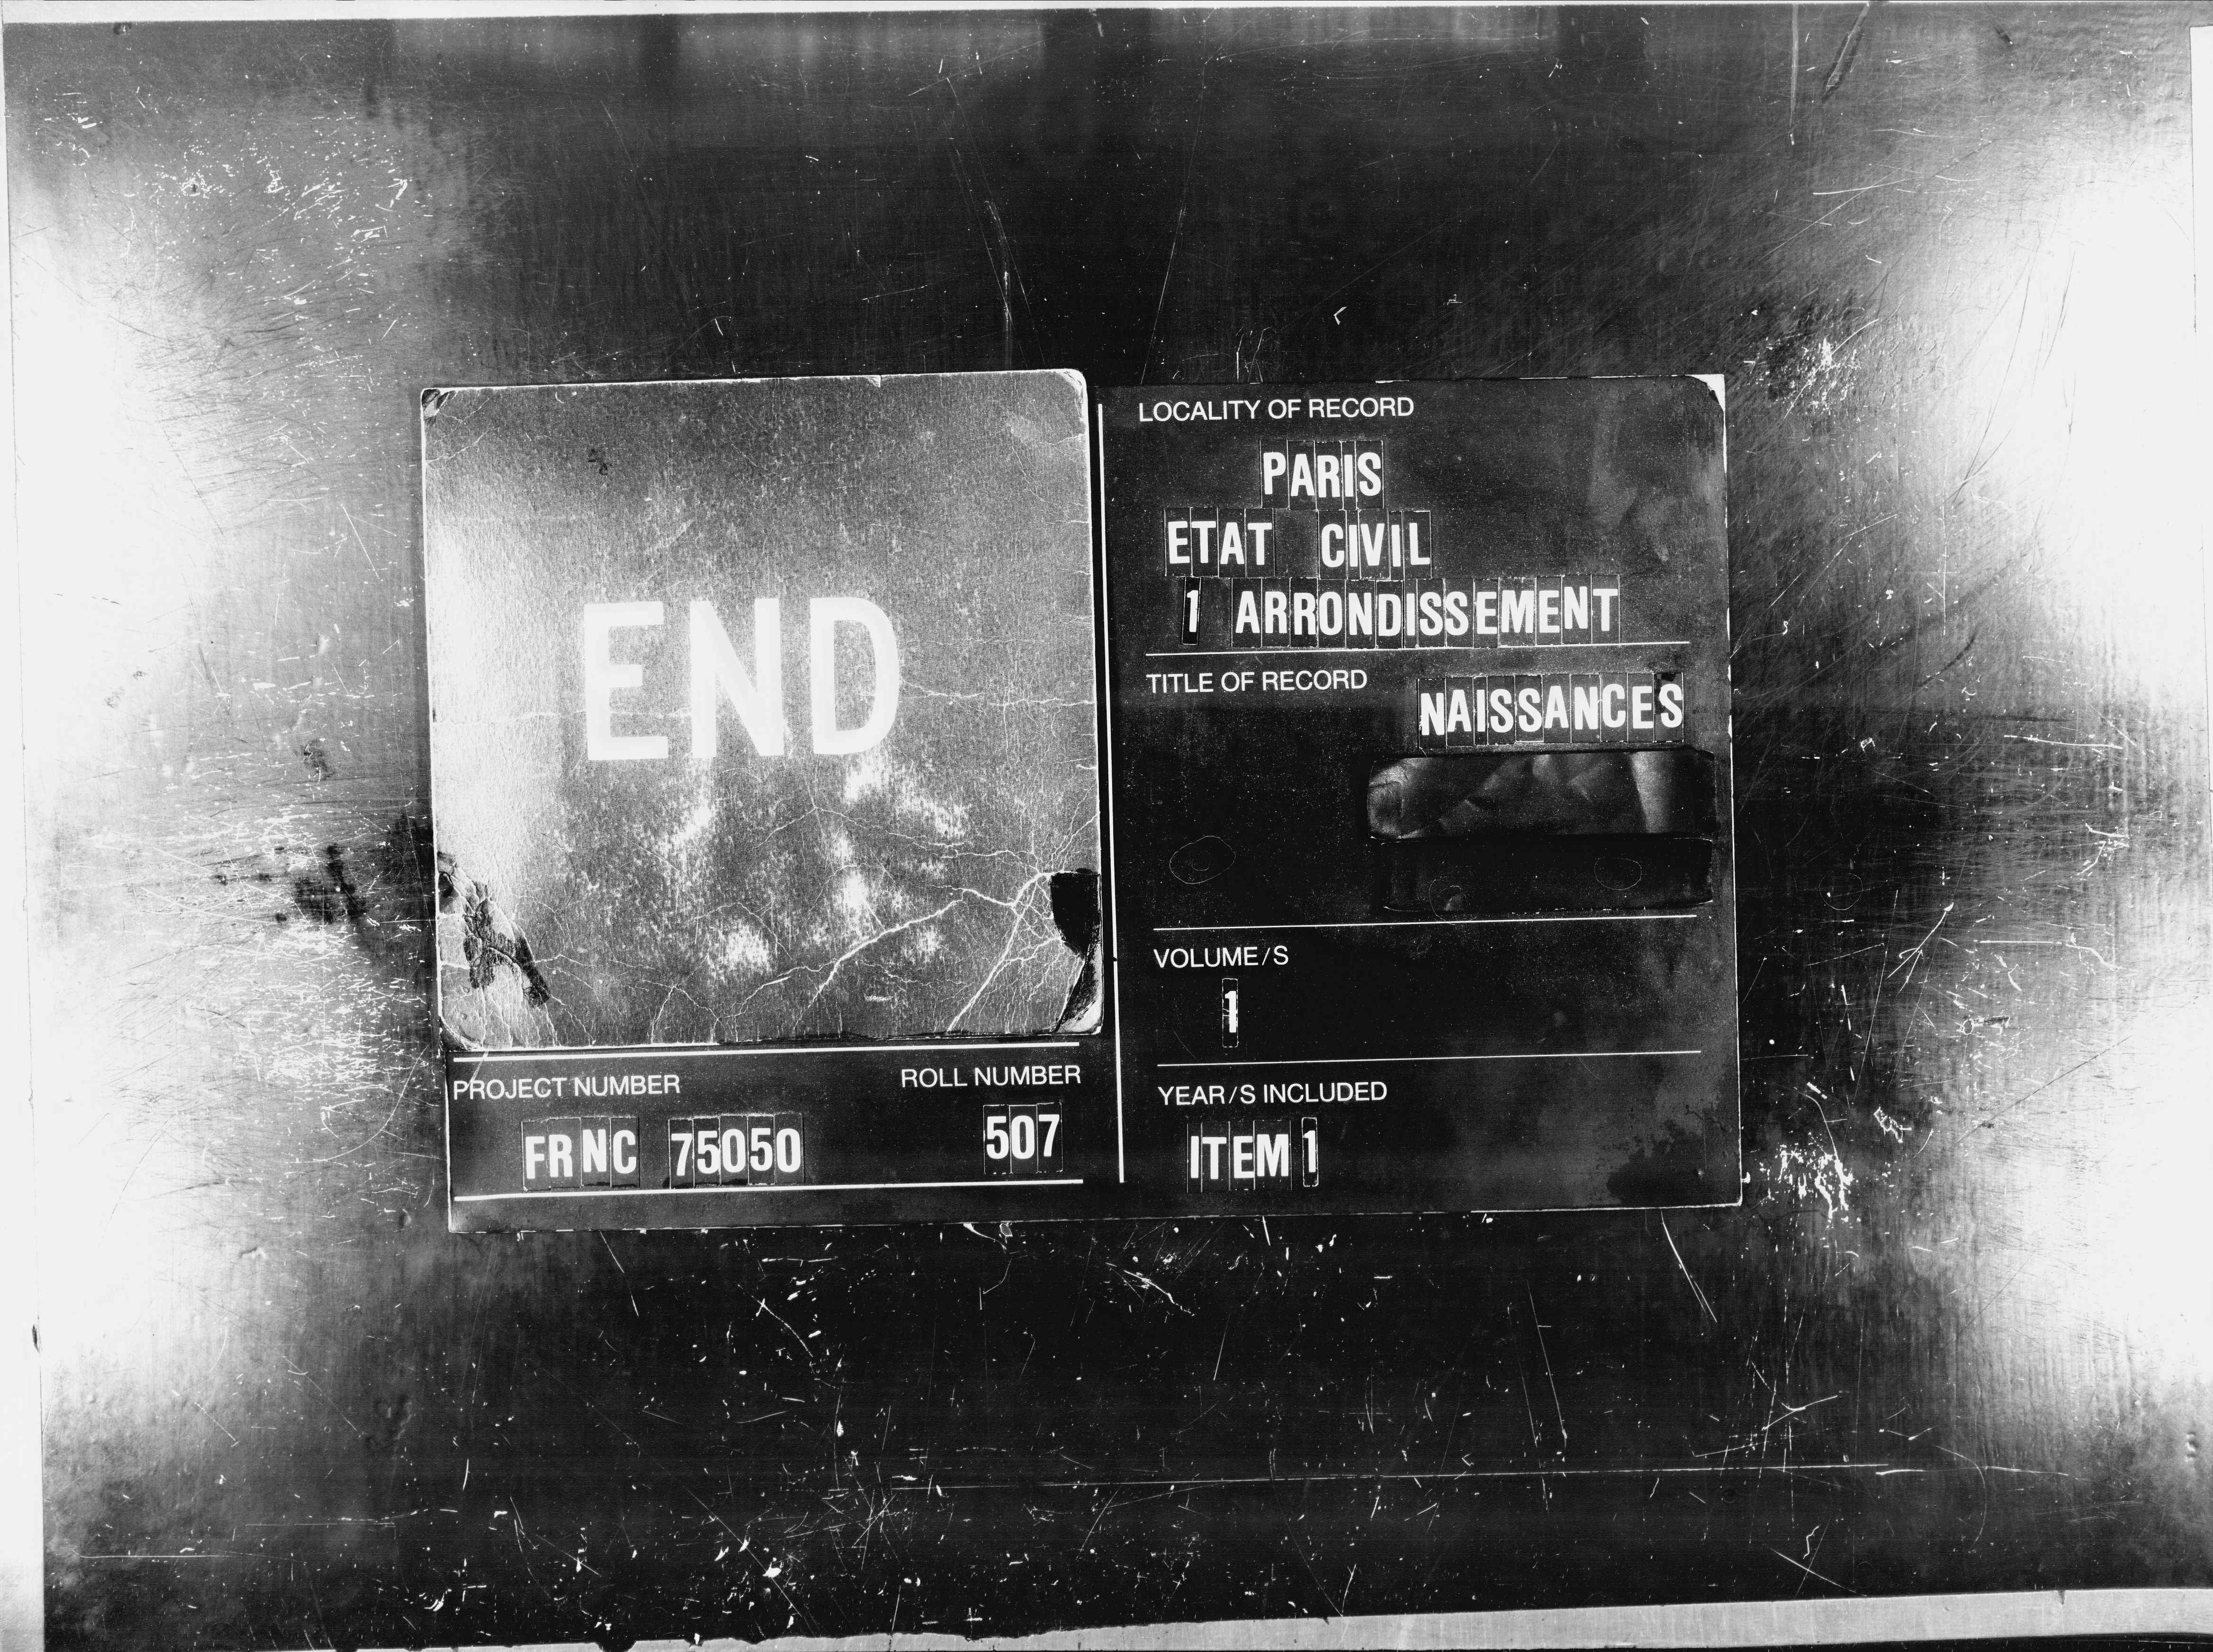 END
PROJECT NUMBER
ROLL NUMBER
FRNC 75050
507
LOCALITY OF RECORD
PARIS
ETAT CIVIL
1 ARRONDISSEMENT
TITLE OF RECORD
NAISSANCES
VOLUME/S
1
YEAR/S INCLUDED
ITEM 1